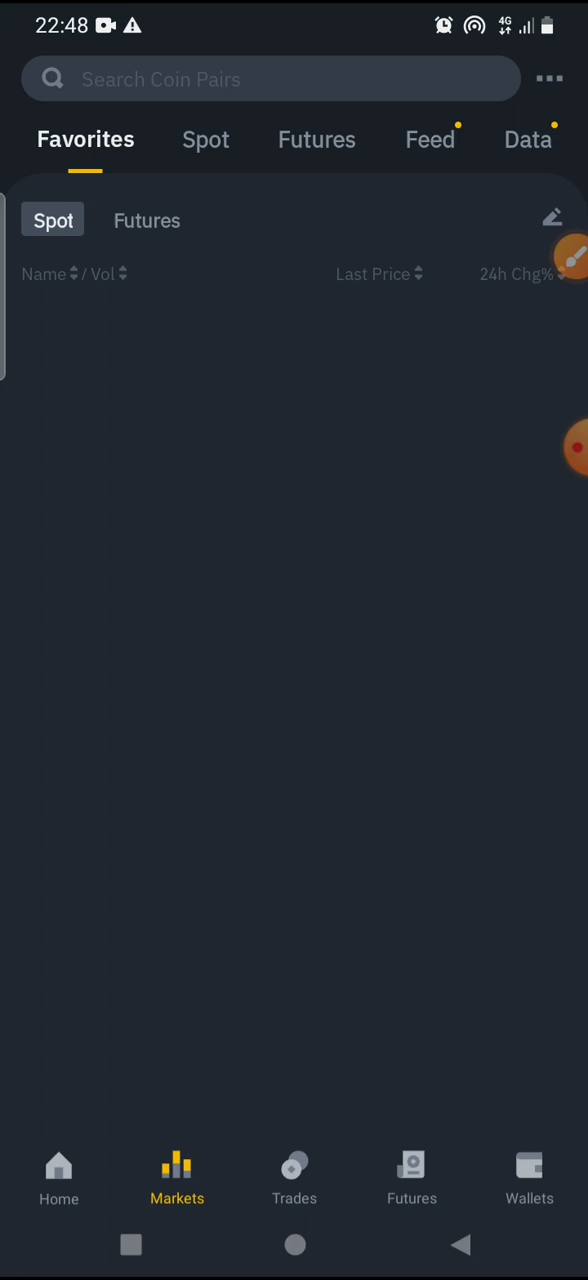 22:48 4G
Search Coin Pairs
Favorites Spot Futures Feed Data
Spot Futures
Name / Vol Last Price 24h Chg%
Home Markets Trades Futures Wallets